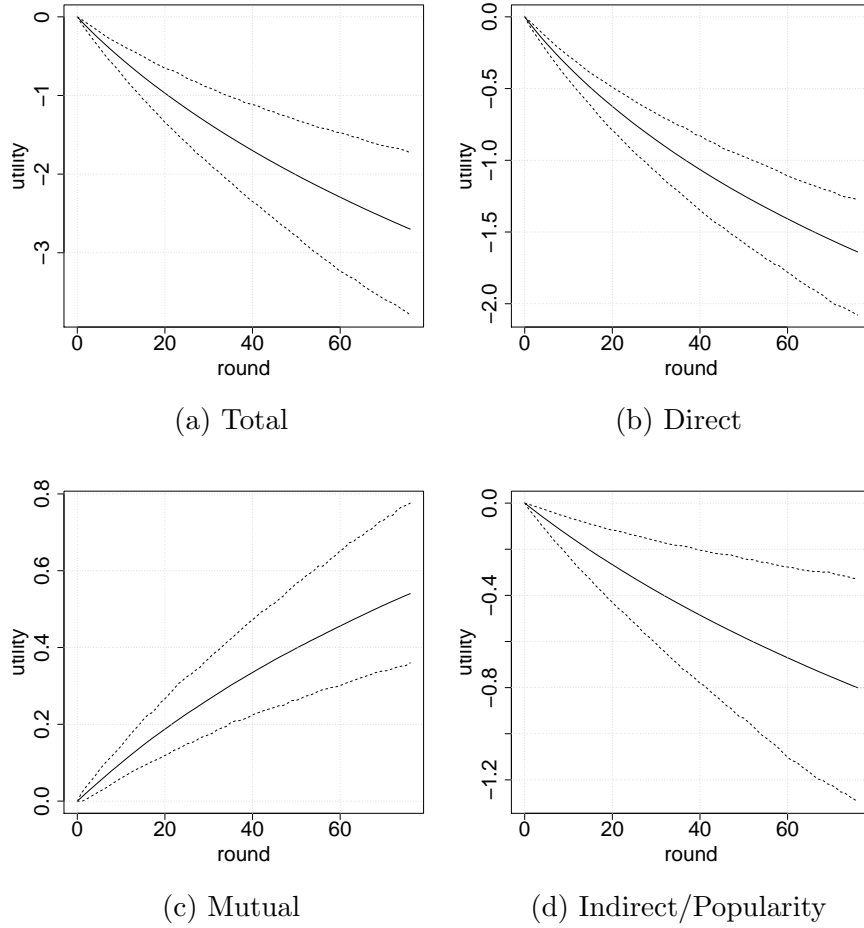 0
−1
−2
−3
utility
0 20 40 60
round
(a) Total
0.0
−0.5
−1.0
−1.5
−2.0
utility
0 20 40 60
round
(b) Direct
0.8
0.6
0.4
0.2
0.0
utility
0 20 40 60
round
(c) Mutual
0.0
−0.4
−0.8
−1.2
utility
0 20 40 60
round
(d) Indirect/Popularity